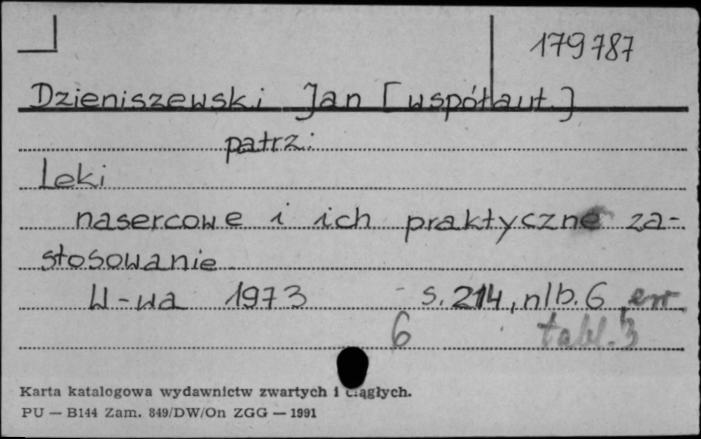 179787
Dzieniszewski Jan [współaut.]
patrz:
Leki
nasercowe i ich praktyczne za-
stosowanie
W-wa 1973 - s. 214, nlb. 6, err.
6 tabl. 3
Karta katalogowa wydawnictw zwartych i ciągłych.
PU — B144 Zam. 849/DW/On ZGG — 1991